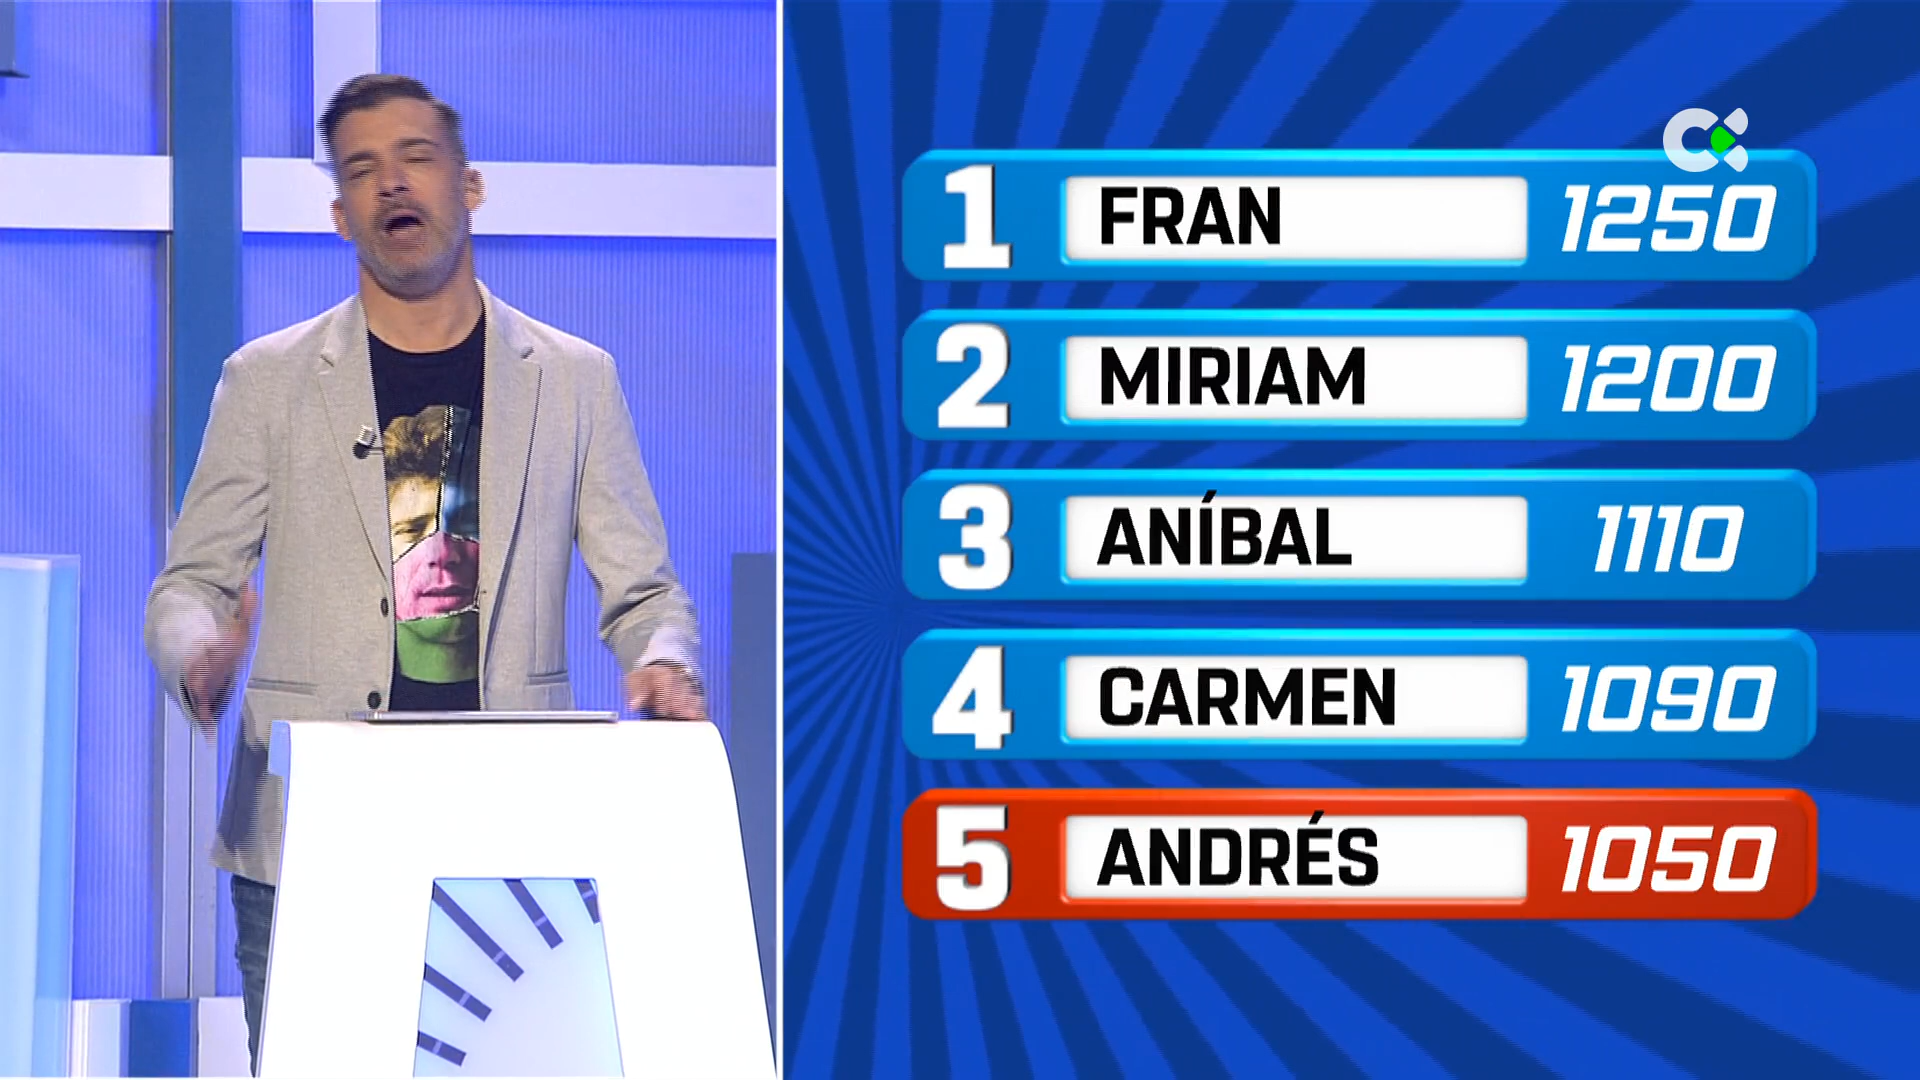 1 FRAN 1250
2 MIRIAM 1200
3 ANÍBAL 1110
4 CARMEN 1090
5 ANDRÉS 1050